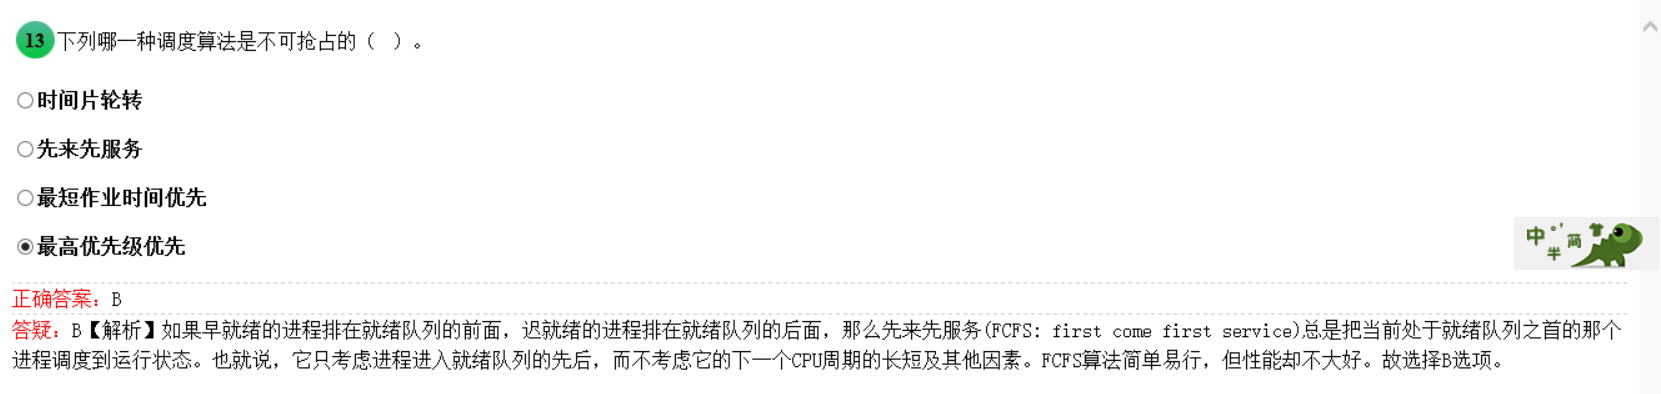 13 下列哪一种调度算法是不可抢占的（ ）。
时间片轮转
先来先服务
最短作业时间优先
最高优先级优先
中 °’ 简
半
正确答案：B
答疑：B【解析】如果早就绪的进程排在就绪队列的前面，迟就绪的进程排在就绪队列的后面，那么先来先服务(FCFS: first come first service)总是把当前处于就绪队列之首的那个
进程调度到运行状态。也就说，它只考虑进程进入就绪队列的先后，而不考虑它的下一个CPU周期的长短及其他因素。FCFS算法简单易行，但性能却不大好。故选择B选项。